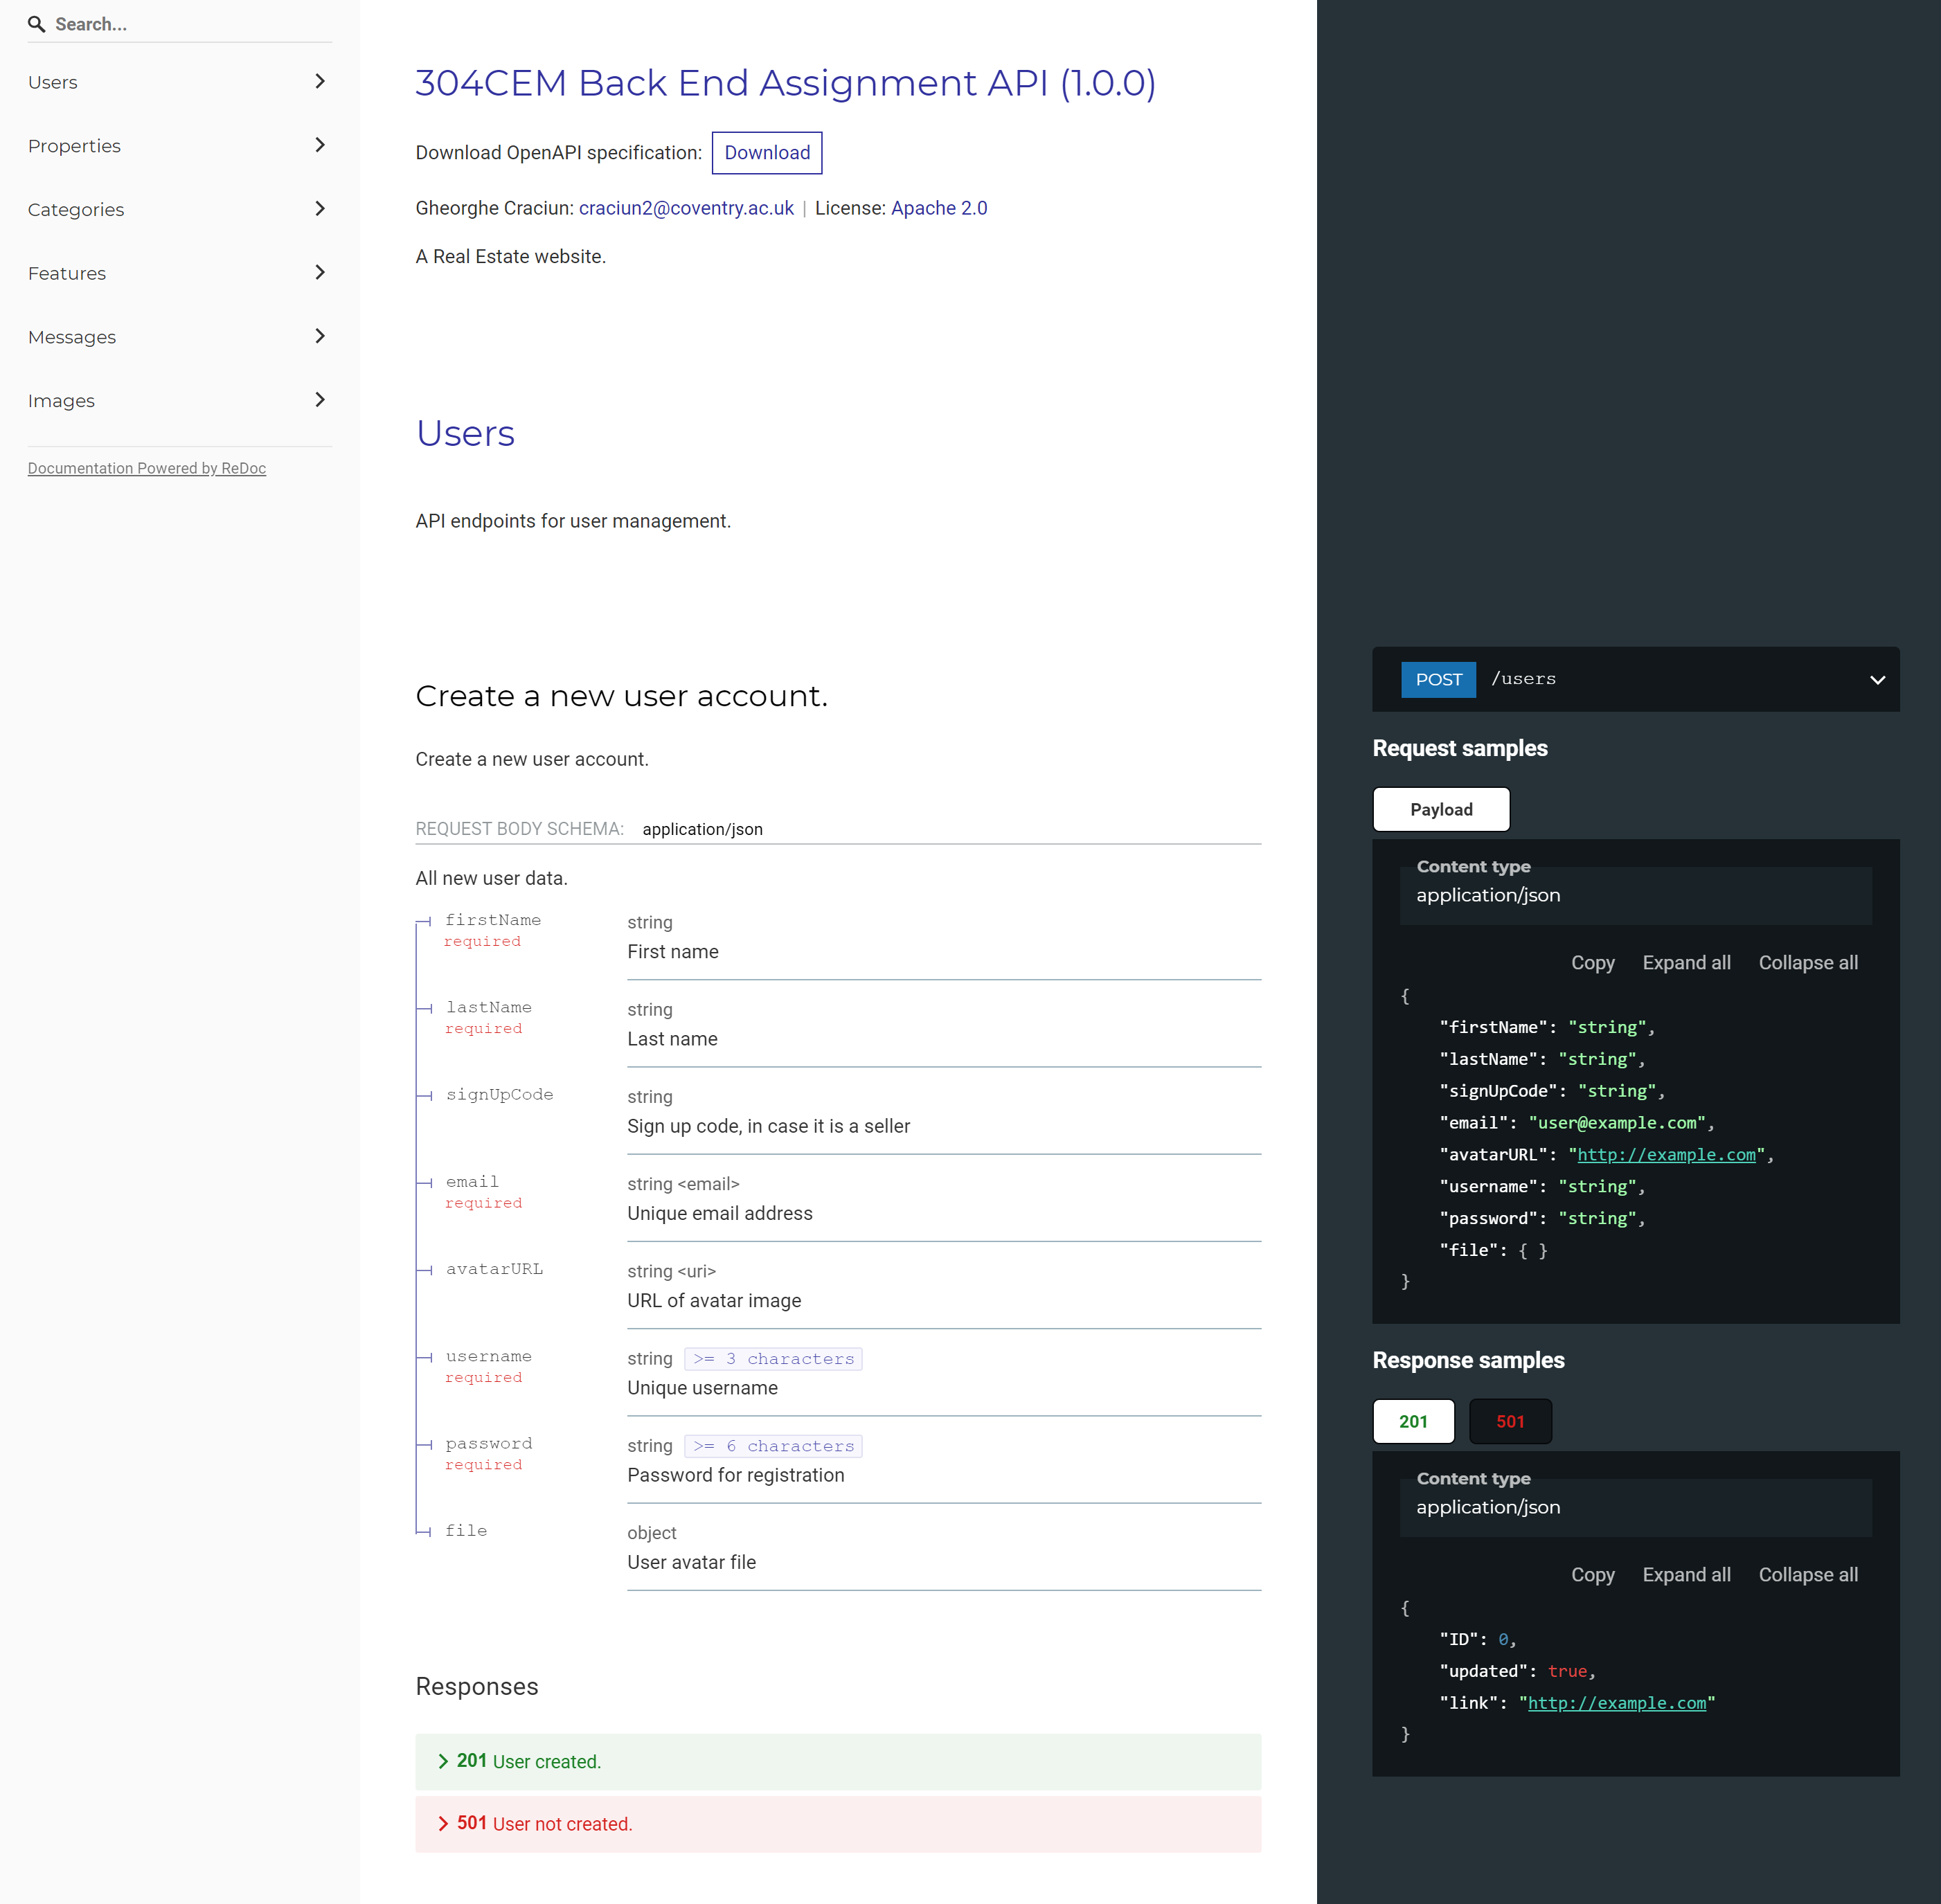 Search...
Users
Properties
Categories
Features
Messages
Images
Documentation Powered by ReDoc
304CEM Back End Assignment API (1.0.0)
Download OpenAPI specification: Download
Gheorghe Craciun: craciun2@coventry.ac.uk | License: Apache 2.0
A Real Estate website.
Users
API endpoints for user management.
Create a new user account.
Create a new user account.
REQUEST BODY SCHEMA: application/json
All new user data.
firstName string
required First name
lastName string
required Last name
signUpCode string
Sign up code, in case it is a seller
email string <email>
required Unique email address
avatarURL string <uri>
URL of avatar image
username string >= 3 characters
required Unique username
password string >= 6 characters
required Password for registration
file object
User avatar file
Responses
201 User created.
501 User not created.
POST /users
Request samples
Payload
Content type
application/json
Copy Expand all Collapse all
{
"firstName": "string",
"lastName": "string",
"signUpCode": "string",
"email": "user@example.com",
"avatarURL": "http://example.com",
"username": "string",
"password": "string",
"file": { }
}
Response samples
201 501
Content type
application/json
Copy Expand all Collapse all
{
"ID": 0,
"updated": true,
"link": "http://example.com"
}